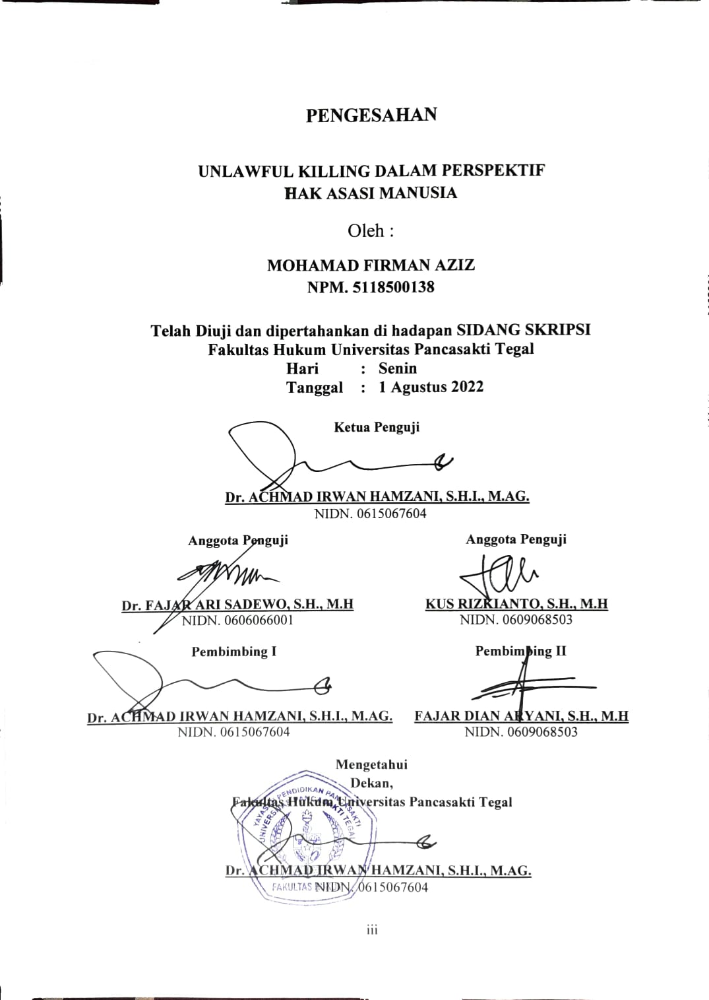 PENGESAHAN
UNLAWFUL KILLING DALAM PERSPEKTIF
HAK ASASI MANUSIA
Oleh :
MOHAMAD FIRMAN AZIZ
NPM. 5118500138
Telah Diuji dan dipertahankan di hadapan SIDANG SKRIPSI
Fakultas Hukum Universitas Pancasakti Tegal
Hari : Senin
Tanggal : 1 Agustus 2022
Ketua Penguji
Dr. ACHMAD IRWAN HAMZANI, S.H.I., M.AG.
NIDN. 0615067604
Anggota Penguji
Dr. FAJAR ARI SADEWO, S.H., M.H
NIDN. 0606066001
Anggota Penguji
KUS RIZKIANTO, S.H., M.H
NIDN. 0609068503
Pembimbing I
Dr. ACHMAD IRWAN HAMZANI, S.H.I., M.AG.
NIDN. 0615067604
Pembimbing II
FAJAR DIAN ARYANI, S.H., M.H
NIDN. 0609068503
Mengetahui
Dekan,
Fakultas Hukum Universitas Pancasakti Tegal
YAYASAN PENDIDIKAN PANCASAKTI
UNIVERSITAS PANCASAKTI TEGAL
Dr. ACHMAD IRWAN HAMZANI, S.H.I., M.AG.
FAKULTAS
NIDN. 0615067604
iii